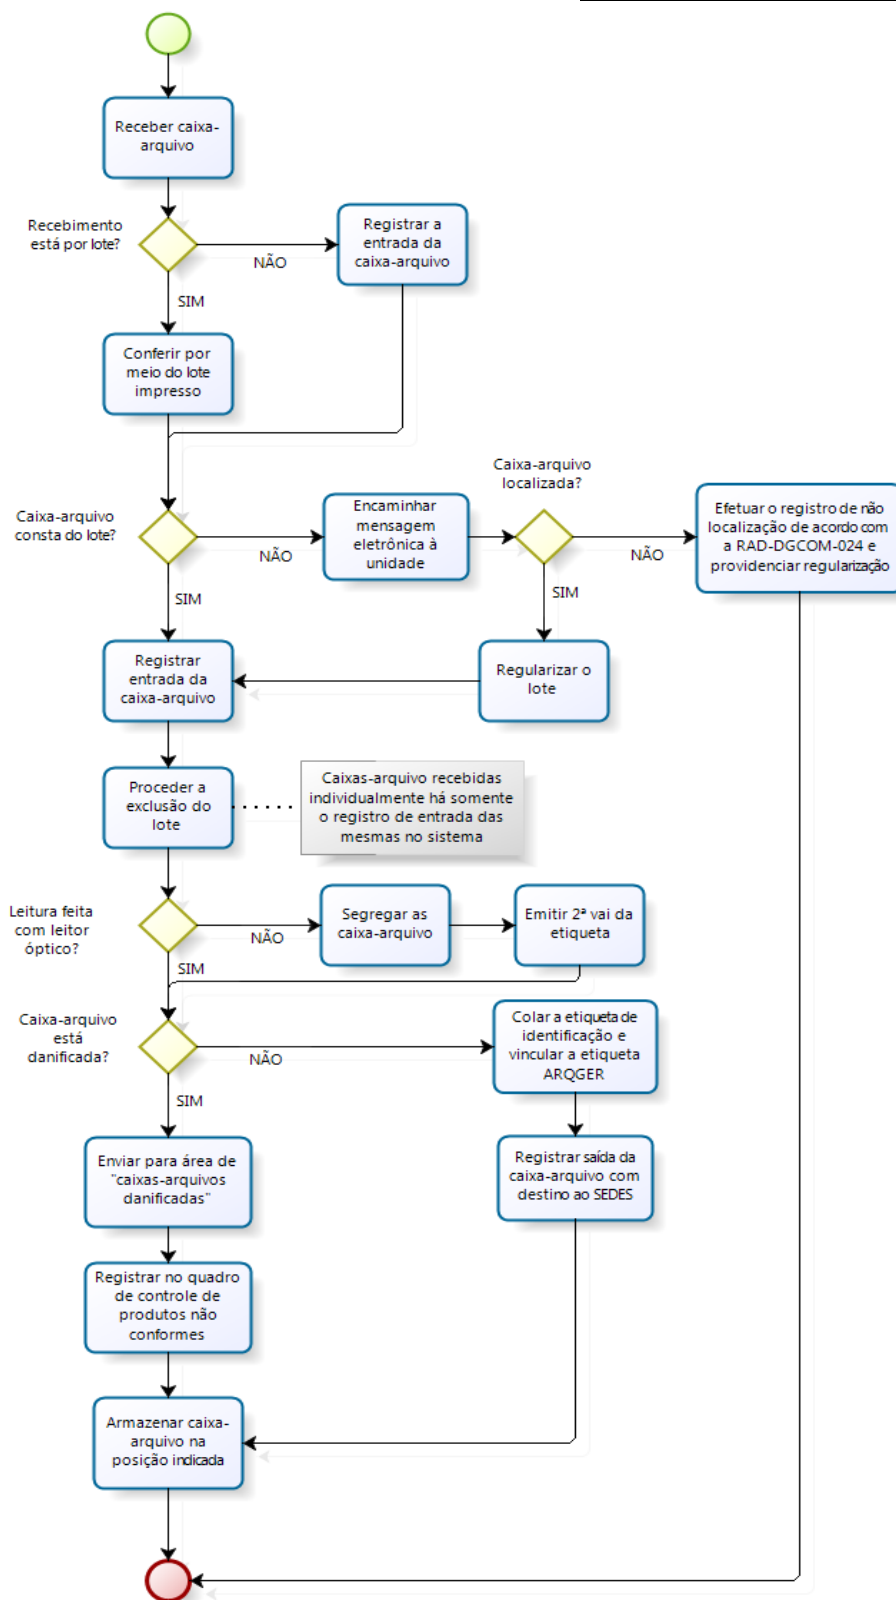 Receber caixa-
arquivo
Recebimento
está por lote?
NÃO
Registrar a
entrada da
caixa-arquivo
SIM
Conferir por
meio do lote
impresso
Caixa-arquivo
localizada?
Caixa-arquivo
consta do lote?
NÃO
Encaminhar
mensagem
eletrônica à
unidade
NÃO
Efetuar o registro de não
localização de acordo com
a RAD-DGCOM-024 e
providenciar regularização
SIM
SIM
Registrar
entrada da
caixa-arquivo
Regularizar o
lote
Proceder a
exclusão do
lote
Caixas-arquivo recebidas
individualmente há somente
o registro de entrada das
mesmas no sistema
Leitura feita
com leitor
óptico?
NÃO
Segregar as
caixa-arquivo
Emitir 2ª vai da
etiqueta
SIM
Caixa-arquivo
está
danificada?
NÃO
Colar a etiqueta de
identificação e
vincular a etiqueta
ARQGER
SIM
Enviar para área de
"caixas-arquivos
danificadas"
Registrar saída da
caixa-arquivo com
destino ao SEDES
Registrar no quadro
de controle de
produtos não
conformes
Armazenar caixa-
arquivo na
posição indicada